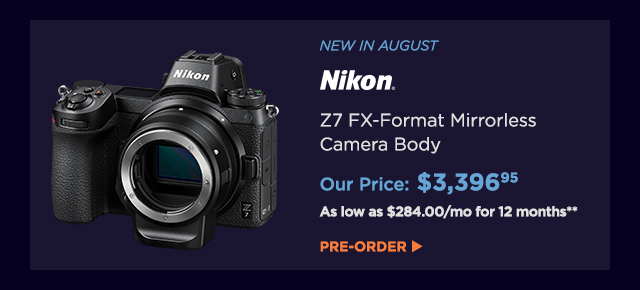 NEW IN AUGUST
Nikon
Nikon®
Z7 FX-Format Mirrorless
Camera Body
Z
7
Our Price: $3,396⁹⁵
As low as $284.00/mo for 12 months**
PRE-ORDER ▶